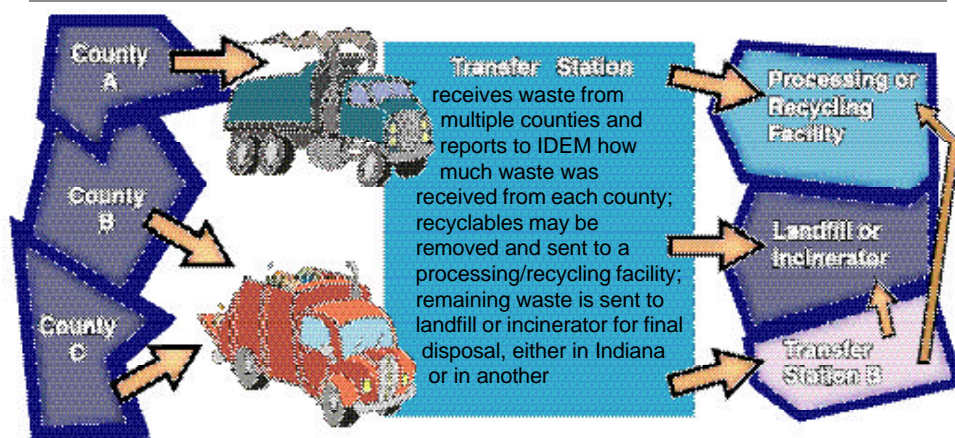 County
A
County
B
County
C
Transfer Station
receives waste from
multiple counties and
reports to IDEM how
much waste was
received from each county;
recyclables may be
removed and sent to a
processing/recycling facility;
remaining waste is sent to
landfill or incinerator for final
disposal, either in Indiana
or in another
Processing or
Recycling
Facility
Landfill or
Incinerator
Transfer
Station B